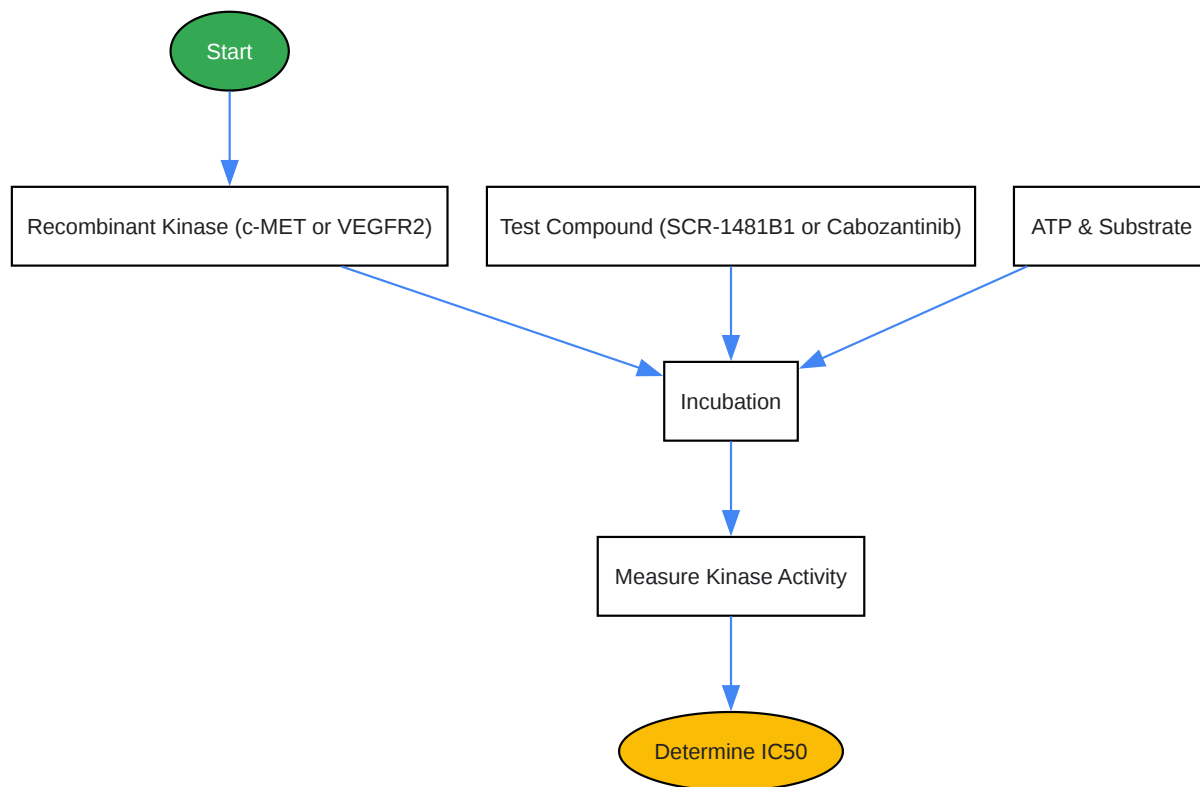 Start
Recombinant Kinase (c-MET or VEGFR2)
Test Compound (SCR-1481B1 or Cabozantinib)
ATP & Substrate
Incubation
Measure Kinase Activity
Determine IC50